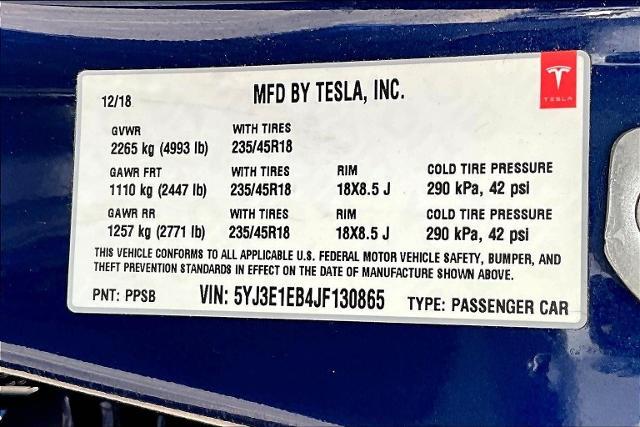 12/18 MFD BY TESLA, INC.
TESLA
GVWR WITH TIRES
2265 kg (4993 lb) 235/45R18
GAWR FRT WITH TIRES RIM COLD TIRE PRESSURE
1110 kg (2447 lb) 235/45R18 18X8.5 J 290 kPa, 42 psi
GAWR RR WITH TIRES RIM COLD TIRE PRESSURE
1257 kg (2771 lb) 235/45R18 18X8.5 J 290 kPa, 42 psi
THIS VEHICLE CONFORMS TO ALL APPLICABLE U.S. FEDERAL MOTOR VEHICLE SAFETY, BUMPER, AND
THEFT PREVENTION STANDARDS IN EFFECT ON THE DATE OF MANUFACTURE SHOWN ABOVE.
PNT: PPSB VIN: 5YJ3E1EB4JF130865 TYPE: PASSENGER CAR